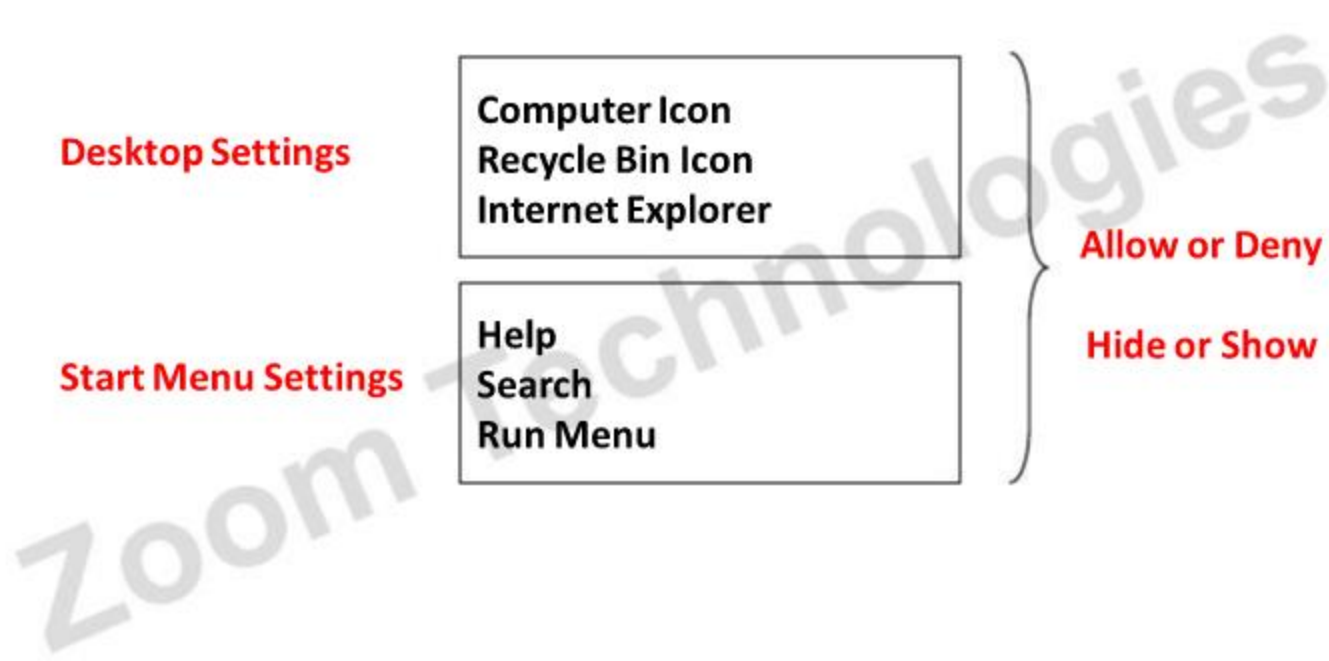 Desktop Settings
Computer Icon
Recycle Bin Icon
Internet Explorer
Start Menu Settings
Help
Search
Run Menu
Allow or Deny
Hide or Show
Zoom Technologies